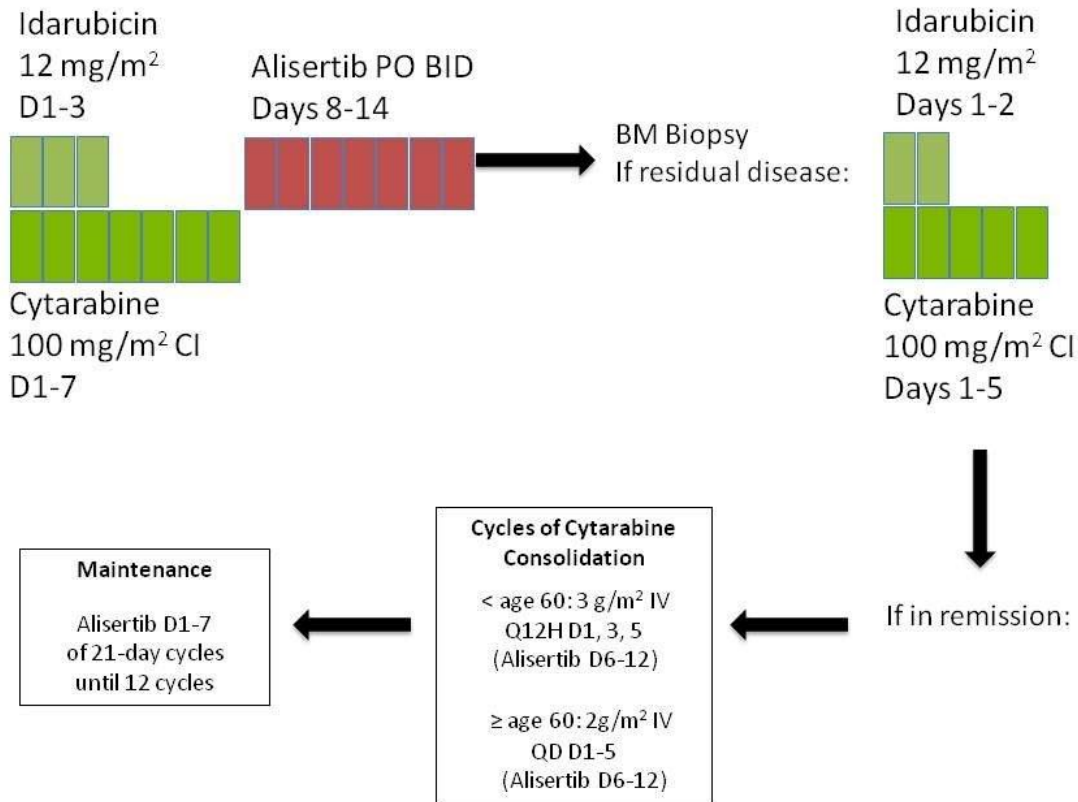 Idarubicin
12 mg/m²
D1-3
Alisertib PO BID
Days 8-14
Cytarabine
100 mg/m² CI
D1-7
BM Biopsy
If residual disease:
Idarubicin
12 mg/m²
Days 1-2
Cytarabine
100 mg/m² CI
Days 1-5
If in remission:
Cycles of Cytarabine
Consolidation
< age 60: 3 g/m² IV
Q12H D1, 3, 5
(Alisertib D6-12)
≥ age 60: 2g/m² IV
QD D1-5
(Alisertib D6-12)
Maintenance
Alisertib D1-7
of 21-day cycles
until 12 cycles